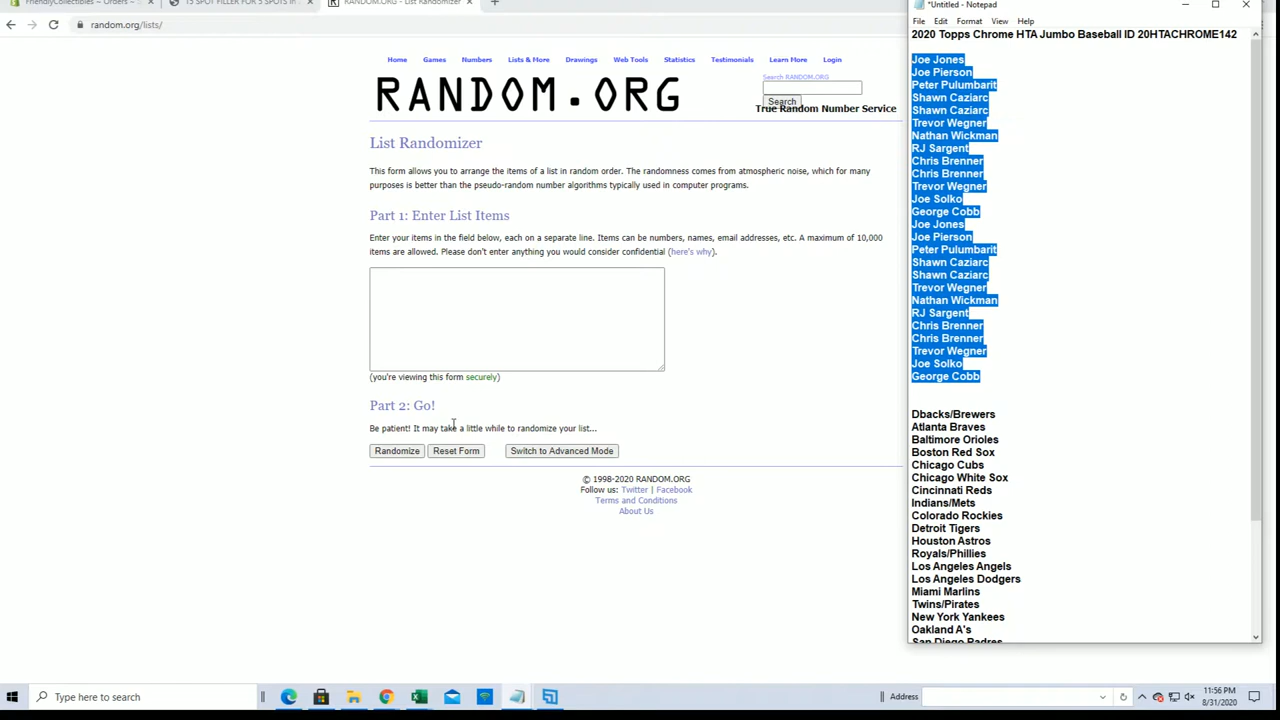 FriendlyCollectibles – Orders –
15 SPOT FILLER FOR 5 SPOTS in
RANDOM.ORG - List Randomizer
random.org/lists/
Home
Games
Numbers
Lists & More
Drawings
Web Tools
Statistics
Testimonials
Learn More
Login
RANDOM.ORG
Search RANDOM.ORG
Search
True Random Number Service
List Randomizer
This form allows you to arrange the items of a list in random order. The randomness comes from atmospheric noise, which for many
purposes is better than the pseudo-random number algorithms typically used in computer programs.
Part 1: Enter List Items
Enter your items in the field below, each on a separate line. Items can be numbers, names, email addresses, etc. A maximum of 10,000
items are allowed. Please don't enter anything you would consider confidential (here's why).
(you're viewing this form securely)
Part 2: Go!
Be patient! It may take a little while to randomize your list...
Randomize
Reset Form
Switch to Advanced Mode
© 1998-2020 RANDOM.ORG
Follow us: Twitter | Facebook
Terms and Conditions
About Us
*Untitled - Notepad
File Edit Format View Help
2020 Topps Chrome HTA Jumbo Baseball ID 20HTACHROME142
Joe Jones
Joe Pierson
Peter Pulumbarit
Shawn Caziarc
Shawn Caziarc
Trevor Wegner
Nathan Wickman
RJ Sargent
Chris Brenner
Chris Brenner
Trevor Wegner
Joe Solko
George Cobb
Joe Jones
Joe Pierson
Peter Pulumbarit
Shawn Caziarc
Shawn Caziarc
Trevor Wegner
Nathan Wickman
RJ Sargent
Chris Brenner
Chris Brenner
Trevor Wegner
Joe Solko
George Cobb
Dbacks/Brewers
Atlanta Braves
Baltimore Orioles
Boston Red Sox
Chicago Cubs
Chicago White Sox
Cincinnati Reds
Indians/Mets
Colorado Rockies
Detroit Tigers
Houston Astros
Royals/Phillies
Los Angeles Angels
Los Angeles Dodgers
Miami Marlins
Twins/Pirates
New York Yankees
Oakland A's
San Diego Padres
Type here to search
Address
11:56 PM
8/31/2020